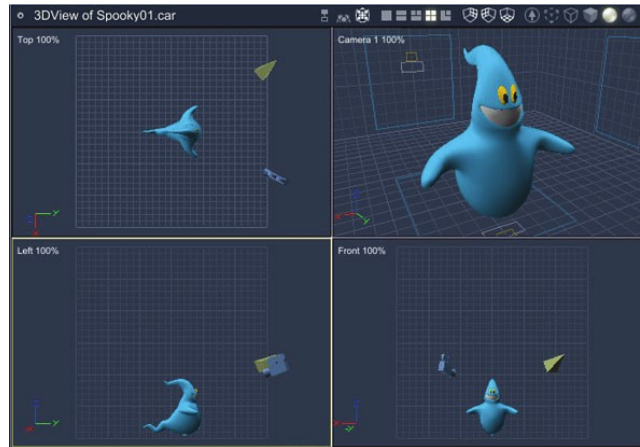 3DView of Spooky01.car
Top 100%
Camera 1 100%
Left 100%
Front 100%